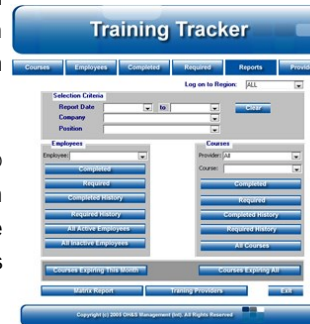 Training Tracker
Courses Employees Completed Required Reports Provid
Log on to Region: ALL
Selection Criteria
Report Date to Clear
Company
Position
Employees Courses
Employee: Provider: All
Course:
Completed Completed
Required Required
Completed History Completed History
Required History Required History
All Active Employees All Courses
All Inactive Employees
Courses Expiring This Month Courses Expiring All
Matrix Report Training Providers Exit
Copyright (c) 2005 OH&S Management (Int). All Rights Reserved